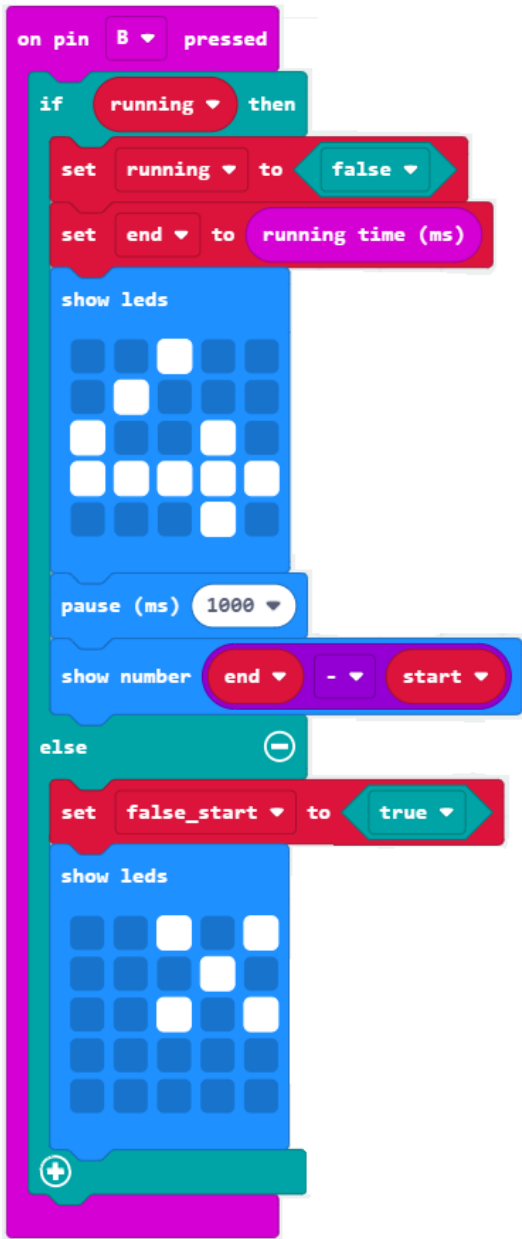 on pin B pressed
if running then
set running to false
set end to running time (ms)
show leds
pause (ms) 1000
show number end - start
else
set false_start to true
show leds